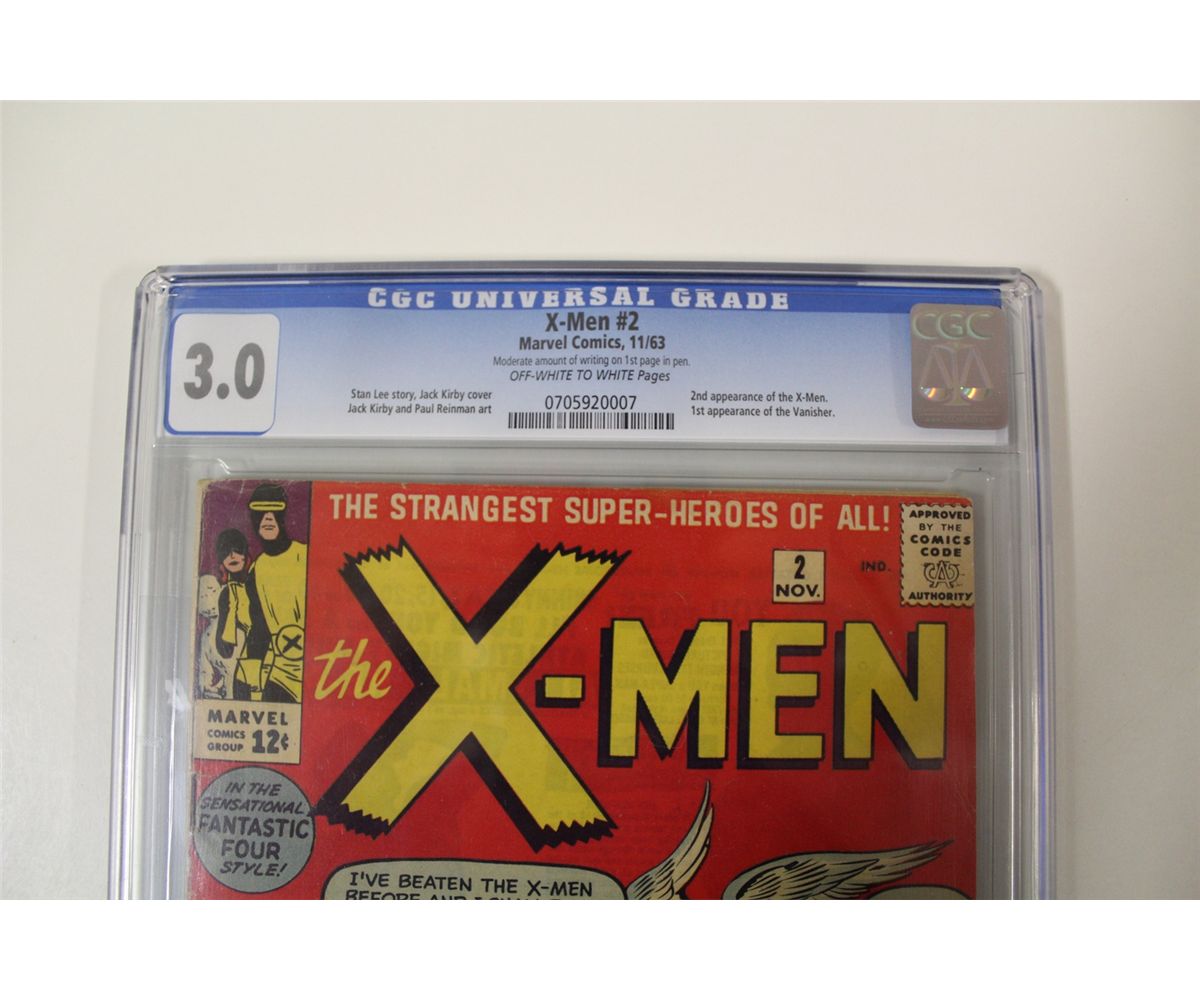 CGC UNIVERSAL GRADE
3.0
X-Men #2
Marvel Comics, 11/63
Moderate amount of writing on 1st page in pen.
OFF-WHITE TO WHITE Pages
Stan Lee story, Jack Kirby cover
Jack Kirby and Paul Reinman art
0705920007
2nd appearance of the X-Men.
1st appearance of the Vanisher.
CGC
THE STRANGEST SUPER-HEROES OF ALL!
APPROVED
BY THE
COMICS
CODE
AUTHORITY
2
NOV.
IND.
the X-MEN
MARVEL
COMICS
GROUP 12¢
IN THE
SENSATIONAL
FANTASTIC
FOUR
STYLE!
I'VE BEATEN THE X-MEN
BEFORE AND I